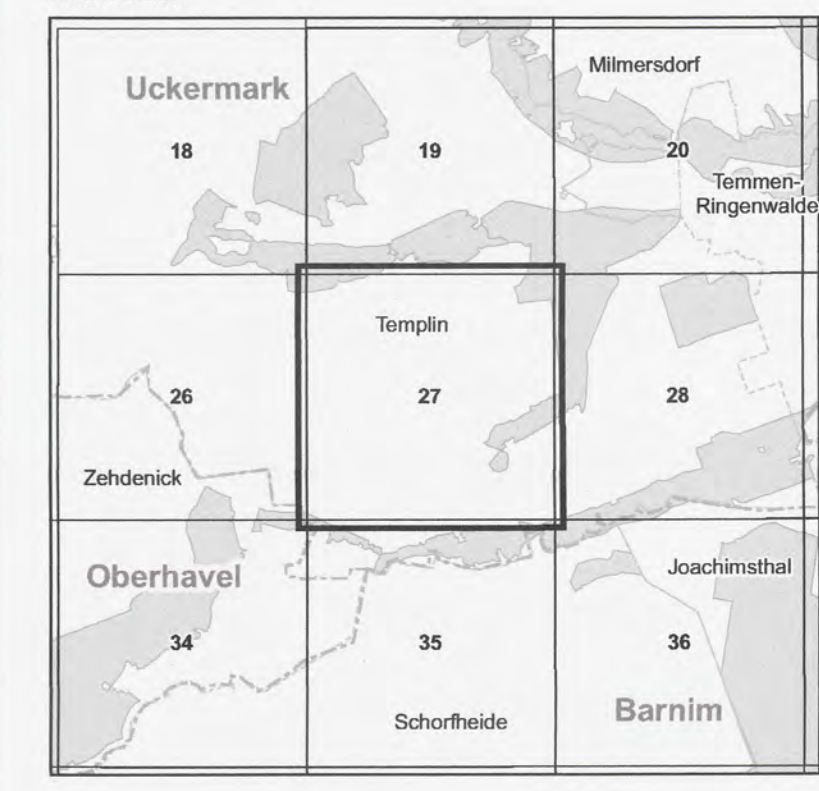 Milmersdorf
Uckermark
18
19
20
Temmen-
Ringenwalde
Templin
26
27
28
Zehdenick
Oberhavel
Joachimsthal
34
35
36
Schorfheide
Barnim